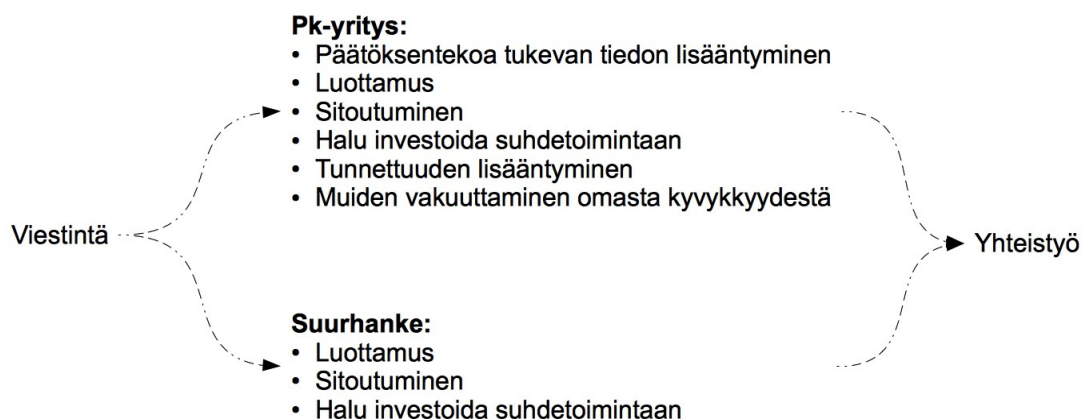 Pk-yritys:
• Päätöksentekoa tukevan tiedon lisääntyminen
• Luottamus
• Sitoutuminen
• Halu investoida suhdetoimintaan
• Tunnettuuden lisääntyminen
• Muiden vakuuttaminen omasta kyvykkyydestä
Viestintä
Yhteistyö
Suurhanke:
• Luottamus
• Sitoutuminen
• Halu investoida suhdetoimintaan